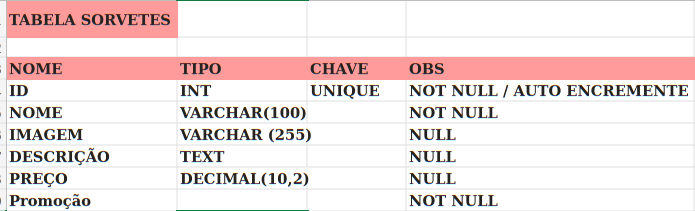 TABELA SORVETES
NOME TIPO CHAVE OBS
ID INT UNIQUE NOT NULL / AUTO ENCREMENTE
NOME VARCHAR(100) NOT NULL
IMAGEM VARCHAR (255) NULL
DESCRIÇÃO TEXT NULL
PREÇO DECIMAL(10,2) NULL
Promoção NOT NULL